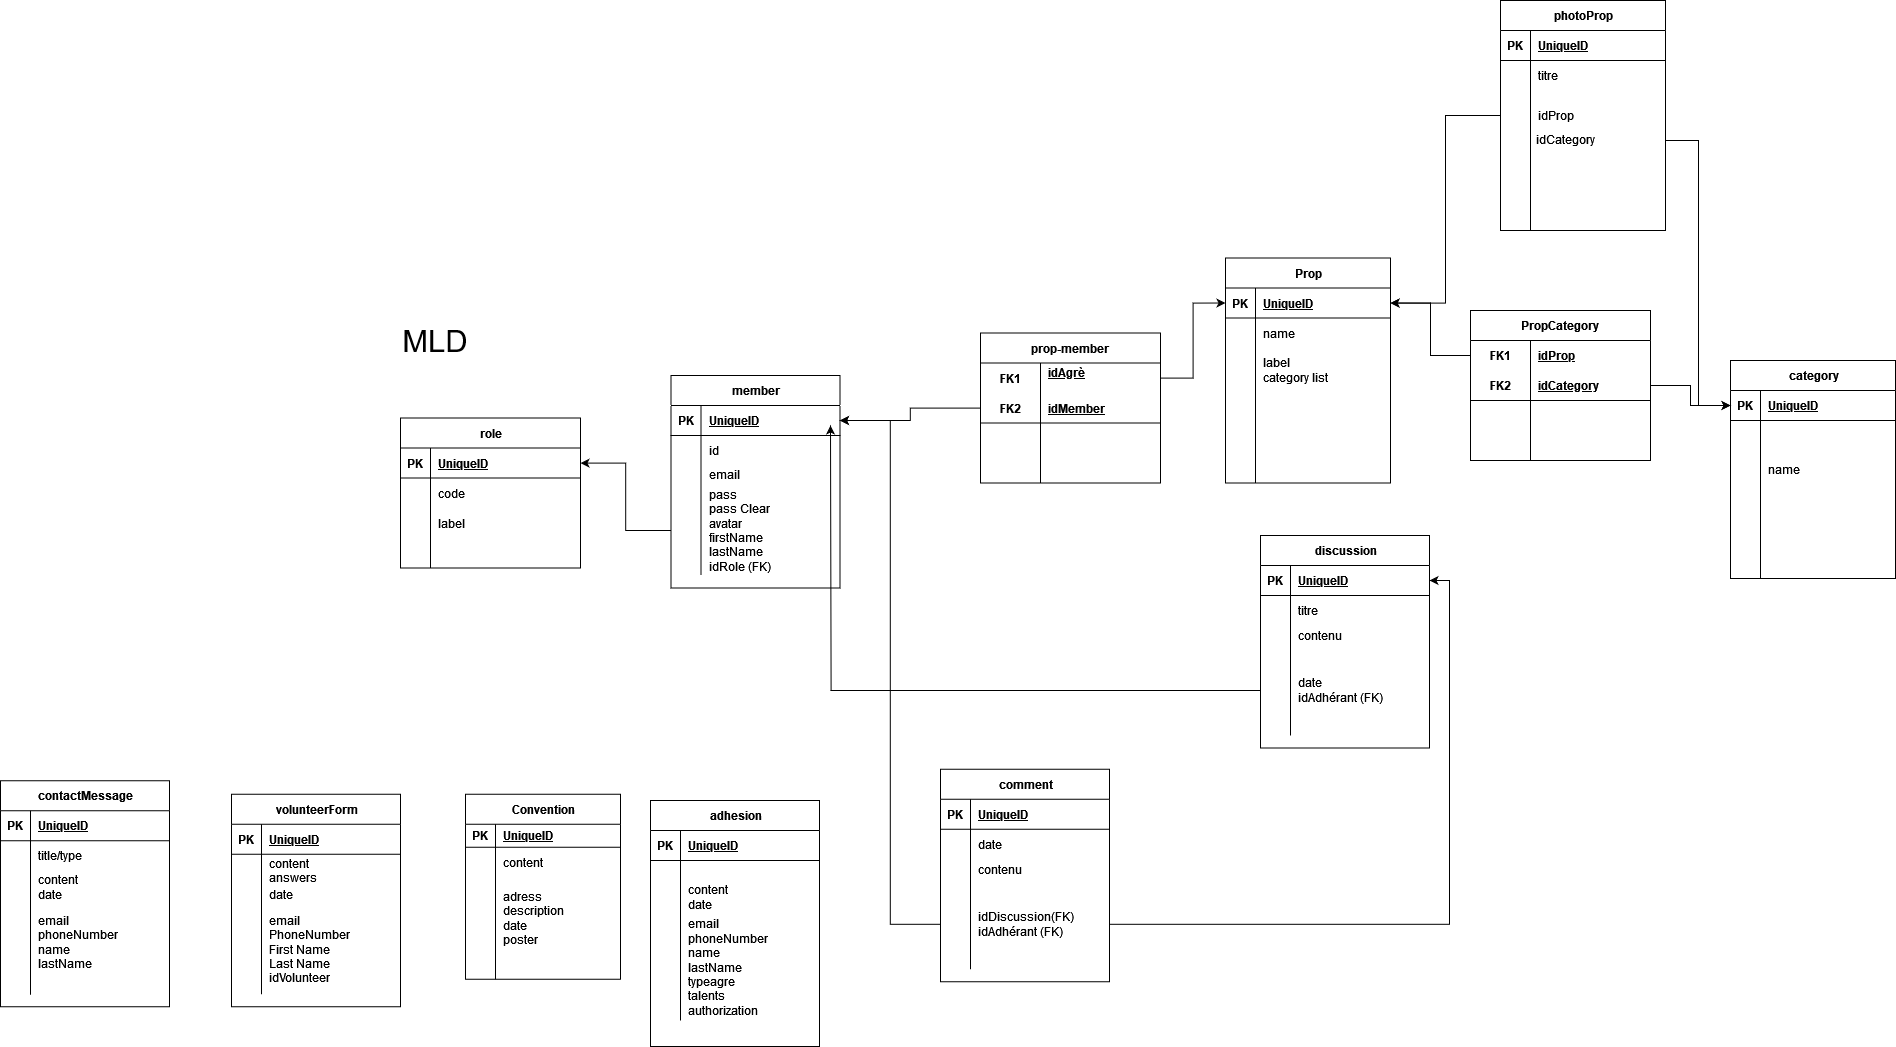 photoProp
PK UniqueID
titre
idProp
idCategory
Prop
PK UniqueID
name
label
category list
PropCategory
FK1 idProp
FK2 idCategory
category
PK UniqueID
name
MLD
prop-member
FK1 idAgrè
FK2 idMember
member
PK UniqueID
id
email
pass
pass Clear
avatar
firstName
lastName
idRole (FK)
role
PK UniqueID
code
label
discussion
PK UniqueID
titre
contenu
date
idAdhérant (FK)
contactMessage
PK UniqueID
title/type
content
date
email
phoneNumber
name
lastName
volunteerForm
PK UniqueID
content
answers
date
email
PhoneNumber
First Name
Last Name
idVolunteer
Convention
PK UniqueID
content
adress
description
date
poster
adhesion
PK UniqueID
content
date
email
phoneNumber
name
lastName
typeagre
talents
authorization
comment
PK UniqueID
date
contenu
idDiscussion(FK)
idAdhérant (FK)